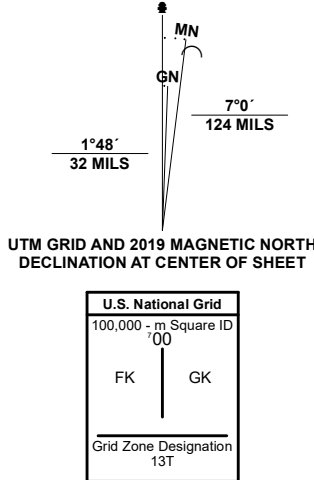 MN
GN
7°0´
124 MILS
1°48´
32 MILS
UTM GRID AND 2019 MAGNETIC NORTH
DECLINATION AT CENTER OF SHEET
U.S. National Grid
100,000 - m Square ID
⁷00
FK GK
Grid Zone Designation
13T